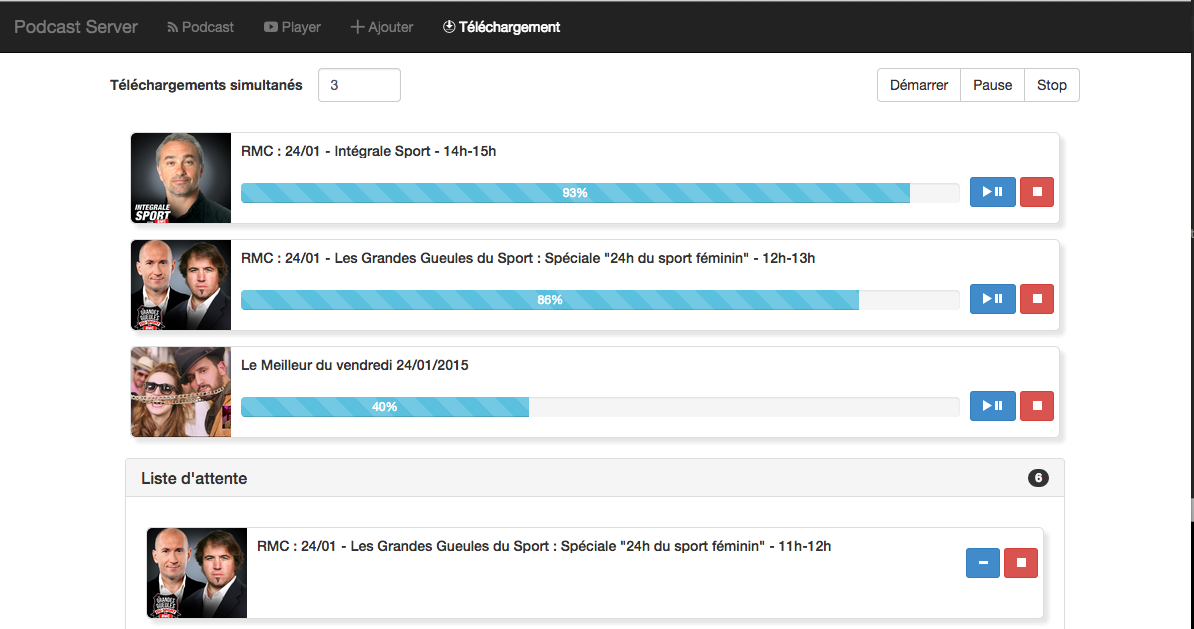 Podcast Server Podcast Player Ajouter Téléchargement
Téléchargements simultanés 3 Démarrer Pause Stop
RMC : 24/01 - Intégrale Sport - 14h-15h
93%
INTEGRALE
SPORT
RMC : 24/01 - Les Grandes Gueules du Sport : Spéciale "24h du sport féminin" - 12h-13h
86%
GRANDES
GUEULES
Le Meilleur du vendredi 24/01/2015
40%
Liste d'attente 6
RMC : 24/01 - Les Grandes Gueules du Sport : Spéciale "24h du sport féminin" - 11h-12h
GRANDES
GUEULES